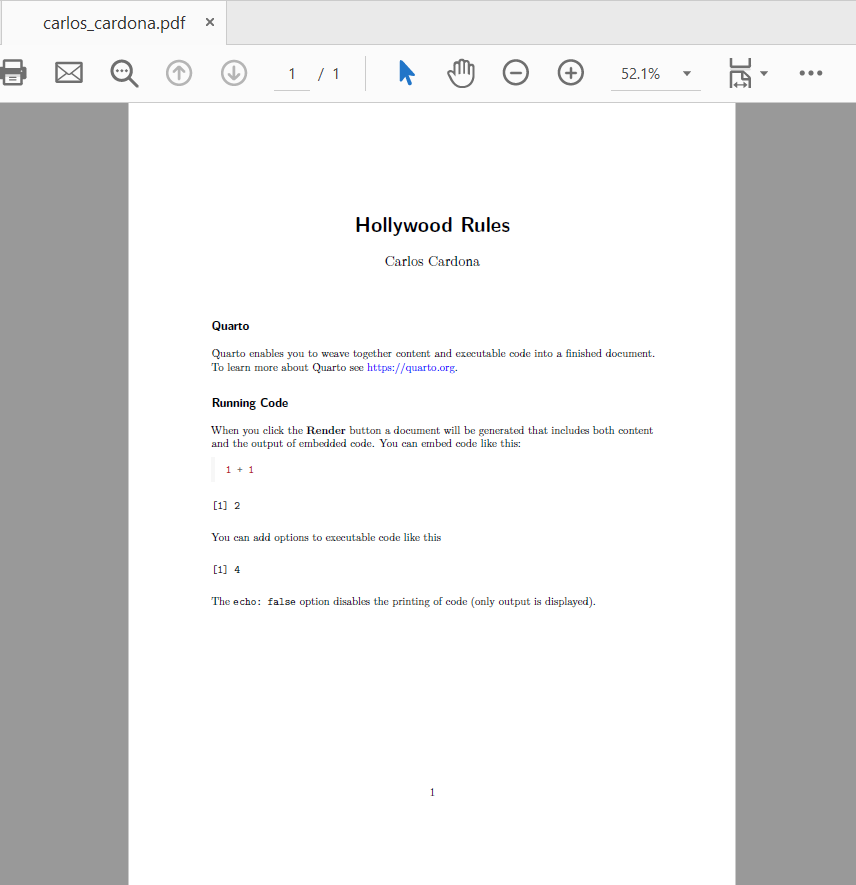 carlos_cardona.pdf ×
1 / 1 52.1%
Hollywood Rules
Carlos Cardona
Quarto
Quarto enables you to weave together content and executable code into a finished document.
To learn more about Quarto see https://quarto.org.
Running Code
When you click the Render button a document will be generated that includes both content
and the output of embedded code. You can embed code like this:
1 + 1
[1] 2
You can add options to executable code like this
[1] 4
The echo: false option disables the printing of code (only output is displayed).
1